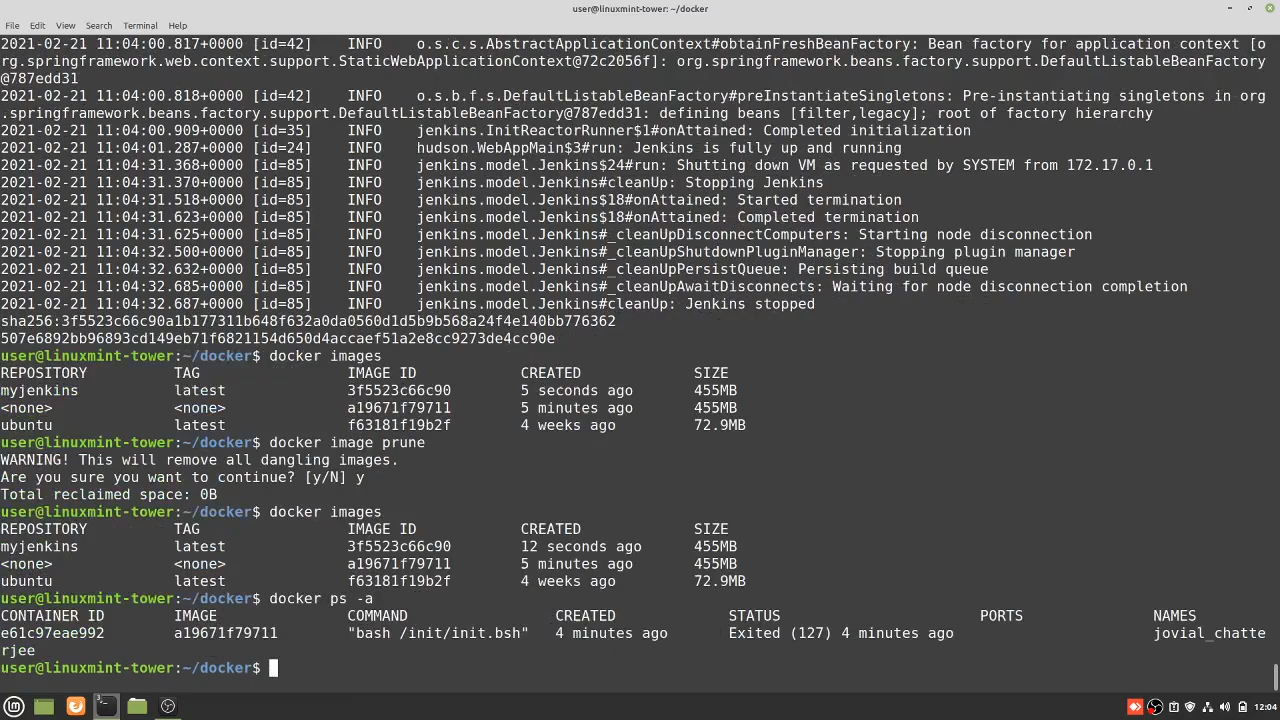 user@linuxmint-tower: ~/docker
File Edit View Search Terminal Help
2021-02-21 11:04:00.817+0000 [id=42] INFO o.s.c.s.AbstractApplicationContext#obtainFreshBeanFactory: Bean factory for application context [o
rg.springframework.web.context.support.StaticWebApplicationContext@72c2056f]: org.springframework.beans.factory.support.DefaultListableBeanFactory
@787edd31
2021-02-21 11:04:00.818+0000 [id=42] INFO o.s.b.f.s.DefaultListableBeanFactory#preInstantiateSingletons: Pre-instantiating singletons in org
.springframework.beans.factory.support.DefaultListableBeanFactory@787edd31: defining beans [filter,legacy]; root of factory hierarchy
2021-02-21 11:04:00.909+0000 [id=35] INFO jenkins.InitReactorRunner$1#onAttained: Completed initialization
2021-02-21 11:04:01.287+0000 [id=24] INFO hudson.WebAppMain$3#run: Jenkins is fully up and running
2021-02-21 11:04:31.368+0000 [id=85] INFO jenkins.model.Jenkins$24#run: Shutting down VM as requested by SYSTEM from 172.17.0.1
2021-02-21 11:04:31.370+0000 [id=85] INFO jenkins.model.Jenkins#cleanUp: Stopping Jenkins
2021-02-21 11:04:31.518+0000 [id=85] INFO jenkins.model.Jenkins$18#onAttained: Started termination
2021-02-21 11:04:31.623+0000 [id=85] INFO jenkins.model.Jenkins$18#onAttained: Completed termination
2021-02-21 11:04:31.625+0000 [id=85] INFO jenkins.model.Jenkins#_cleanUpDisconnectComputers: Starting node disconnection
2021-02-21 11:04:32.500+0000 [id=85] INFO jenkins.model.Jenkins#_cleanUpShutdownPluginManager: Stopping plugin manager
2021-02-21 11:04:32.632+0000 [id=85] INFO jenkins.model.Jenkins#_cleanUpPersistQueue: Persisting build queue
2021-02-21 11:04:32.685+0000 [id=85] INFO jenkins.model.Jenkins#_cleanUpAwaitDisconnects: Waiting for node disconnection completion
2021-02-21 11:04:32.687+0000 [id=85] INFO jenkins.model.Jenkins#cleanUp: Jenkins stopped
sha256:3f5523c66c90a1b177311b648f632a0da0560d1d5b9b568a24f4e140bb776362
507e6892bb96893cd149eb71f6821154d650d4accaef51a2e8cc9273de4cc90e
user@linuxmint-tower:~/docker$ docker images
REPOSITORY TAG IMAGE ID CREATED SIZE
myjenkins latest 3f5523c66c90 5 seconds ago 455MB
<none> <none> a19671f79711 5 minutes ago 455MB
ubuntu latest f63181f19b2f 4 weeks ago 72.9MB
user@linuxmint-tower:~/docker$ docker image prune
WARNING! This will remove all dangling images.
Are you sure you want to continue? [y/N] y
Total reclaimed space: 0B
user@linuxmint-tower:~/docker$ docker images
REPOSITORY TAG IMAGE ID CREATED SIZE
myjenkins latest 3f5523c66c90 12 seconds ago 455MB
<none> <none> a19671f79711 5 minutes ago 455MB
ubuntu latest f63181f19b2f 4 weeks ago 72.9MB
user@linuxmint-tower:~/docker$ docker ps -a
CONTAINER ID IMAGE COMMAND CREATED STATUS PORTS NAMES
e61c97eae992 a19671f79711 "bash /init/init.bsh" 4 minutes ago Exited (127) 4 minutes ago jovial_chatte
rjee
user@linuxmint-tower:~/docker$
12:04